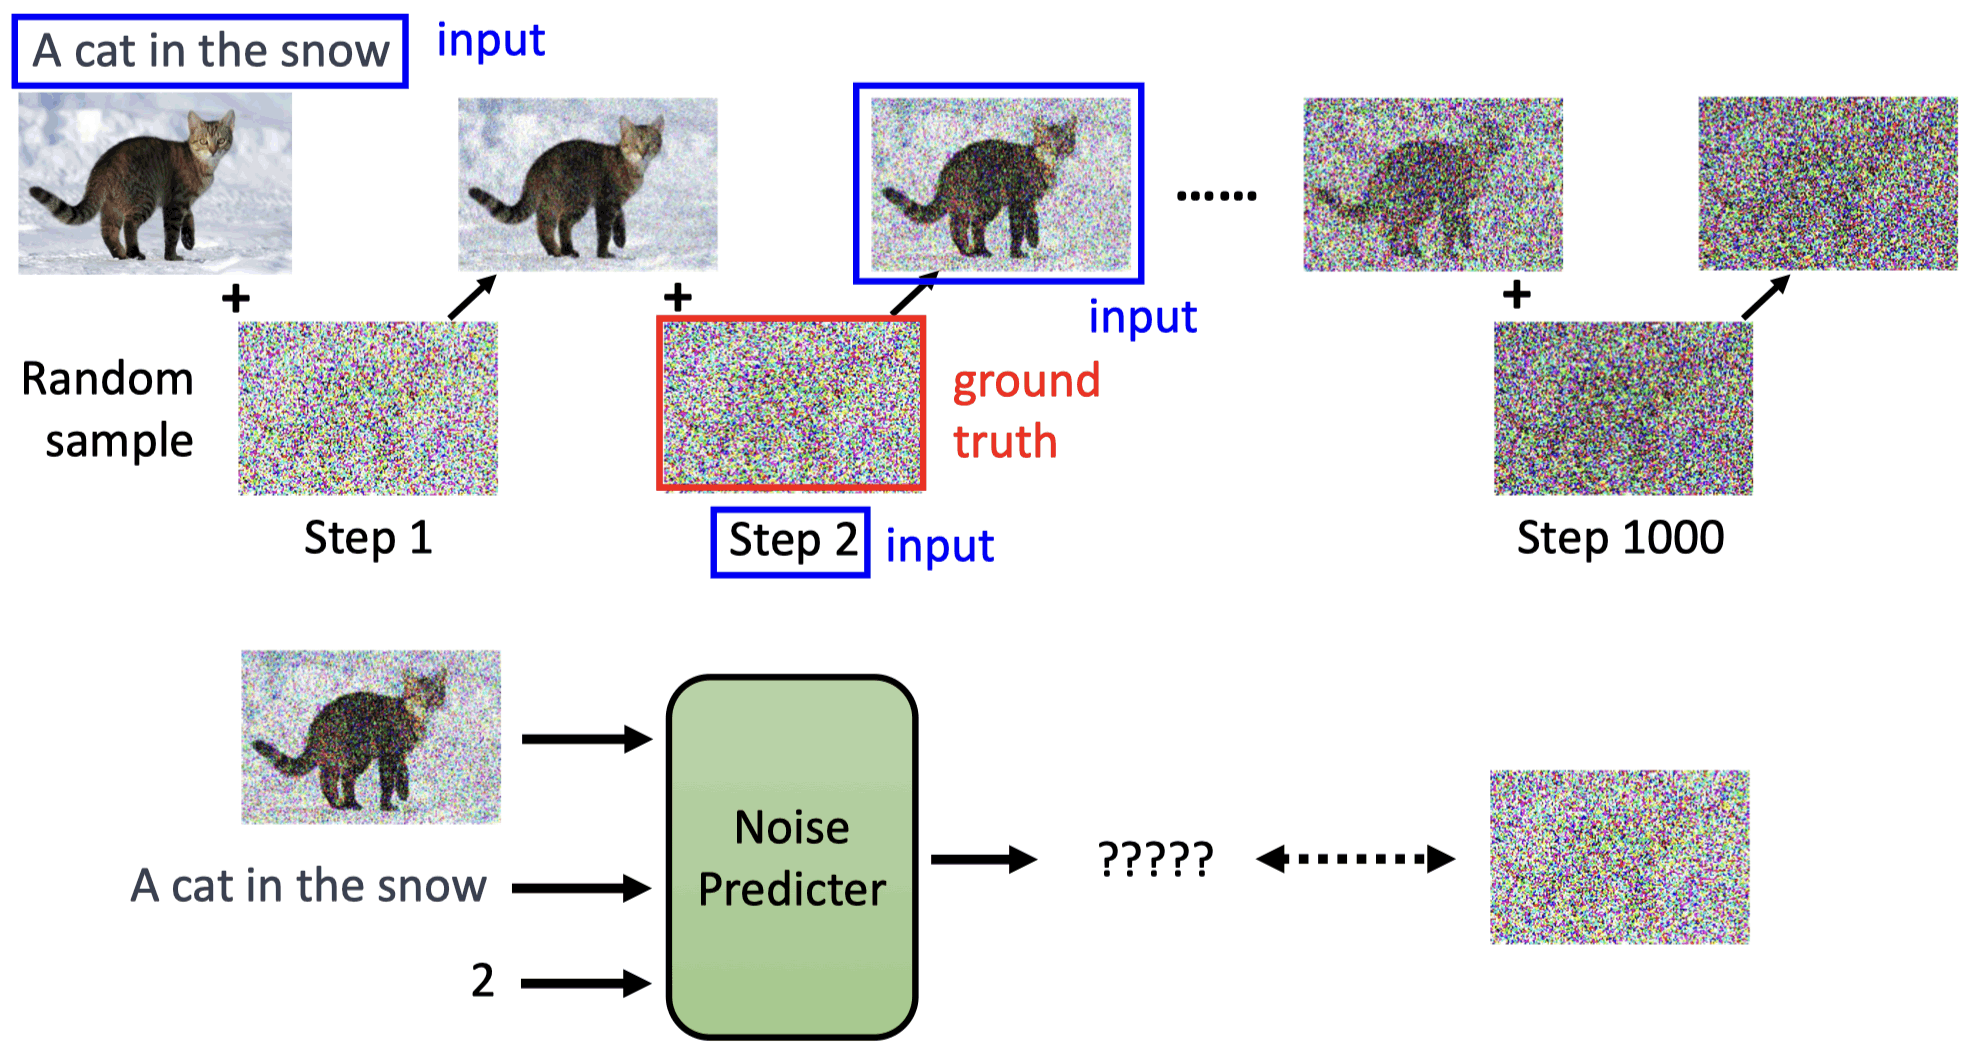 A cat in the snow
input
+
+
......
+
input
Random
sample
ground
truth
Step 1
Step 2
input
Step 1000
Noise
Predicter
A cat in the snow
2
?????